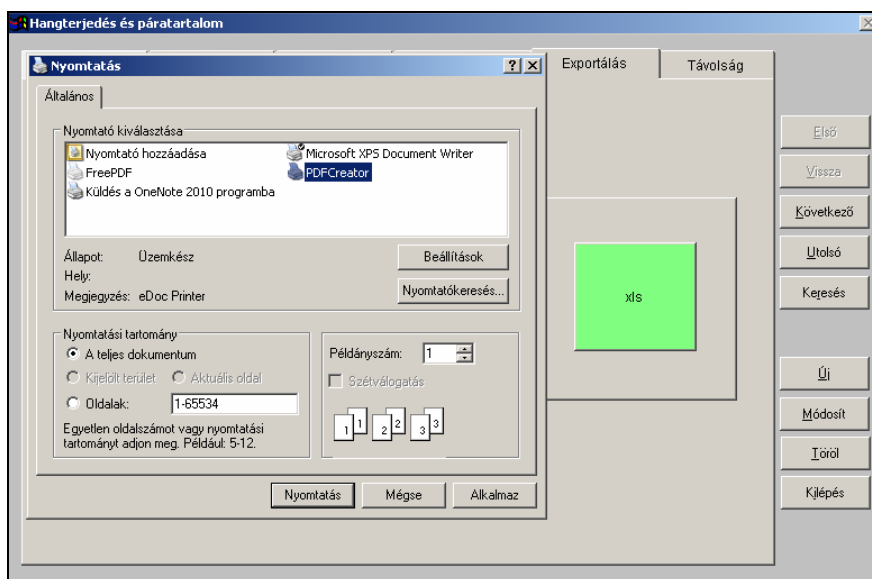 Hangterjedés és páratartalom
Nyomtatás
Exportálás
Távolság
Általános
Nyomtató kiválasztása
Nyomtató hozzáadása
Microsoft XPS Document Writer
FreePDF
PDFCreator
Küldés a OneNote 2010 programba
Állapot: Üzemkész
Hely:
Megjegyzés: eDoc Printer
Beállítások
Nyomtatókeresés...
Nyomtatási tartomány
A teljes dokumentum
Kijelölt terület
Aktuális oldal
Oldalak: 1-65534
Egyetlen oldalszámot vagy nyomtatási
tartományt adjon meg. Például: 5-12.
Példányszám: 1
Szétválogatás
1 1 2 2 3 3
Nyomtatás
Mégse
Alkalmaz
xls
Első
Vissza
Következő
Utolsó
Keresés
Új
Módosít
Töröl
Kilépés